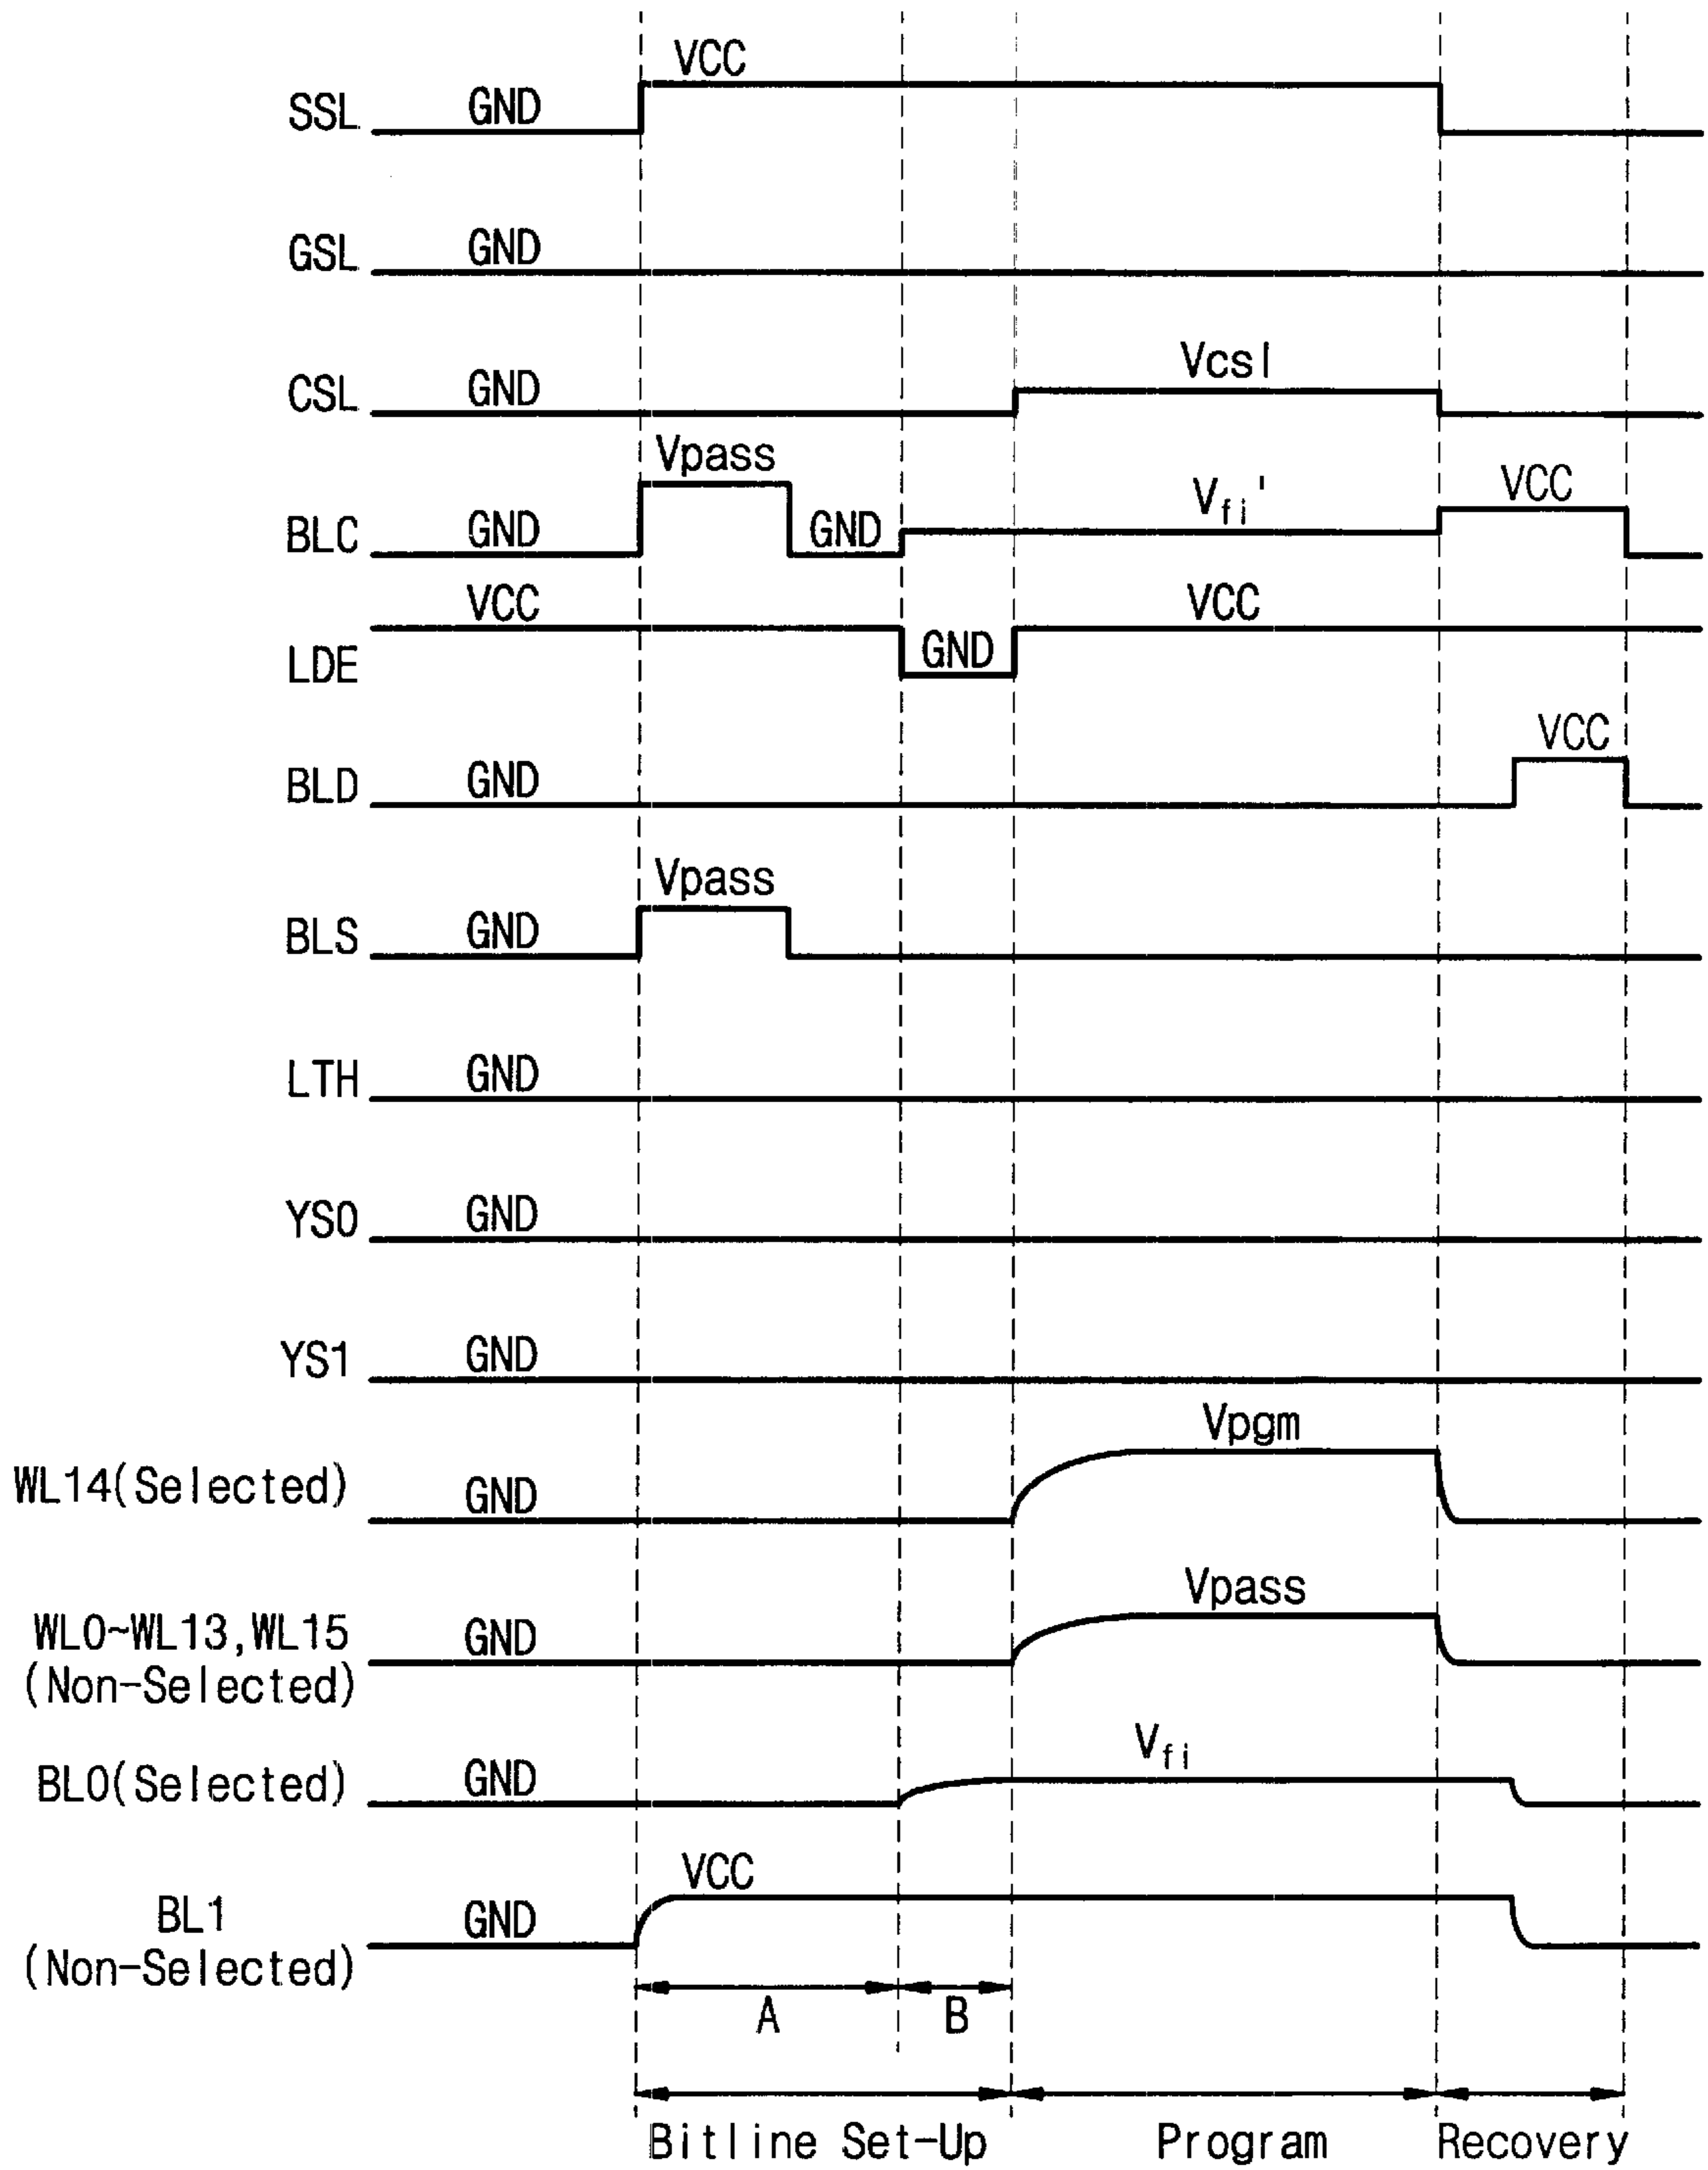 VCC
SSL GND
GSL GND
Vcsl
CSL GND
Vpass
Vfi' VCC
BLC GND GND
VCC VCC
LDE GND
VCC
BLD GND
Vpass
BLS GND
LTH GND
YS0 GND
YS1 GND
Vpgm
WL14(Selected) GND
Vpass
WL0~WL13,WL15 GND
(Non-Selected)
Vfi
BL0(Selected) GND
VCC
BL1 GND
(Non-Selected)
A B
Bitline Set-Up Program Recovery